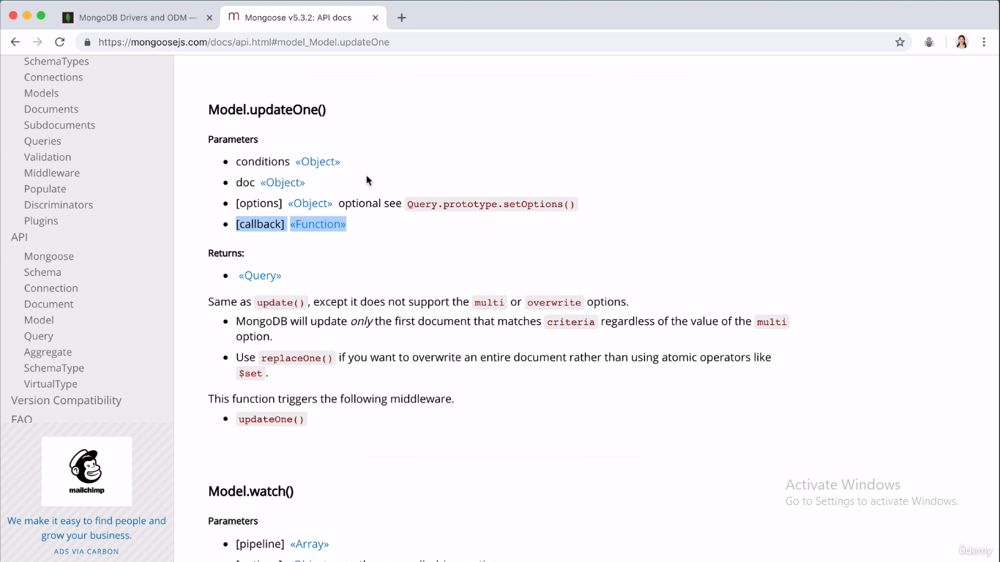 MongoDB Drivers and ODM —
Mongoose v5.3.2: API docs
https://mongoosejs.com/docs/api.html#model_Model.updateOne
SchemaTypes
Connections
Models
Documents
Subdocuments
Queries
Validation
Middleware
Populate
Discriminators
Plugins
API
Mongoose
Schema
Connection
Document
Model
Query
Aggregate
SchemaType
VirtualType
Version Compatibility
FAQ
mailchimp
We make it easy to find people and
grow your business.
ADS VIA CARBON
Model.updateOne()
Parameters
• conditions «Object»
• doc «Object»
• [options] «Object» optional see Query.prototype.setOptions()
• [callback] «Function»
Returns:
• «Query»
Same as update(), except it does not support the multi or overwrite options.
• MongoDB will update only the first document that matches criteria regardless of the value of the multi
option.
• Use replaceOne() if you want to overwrite an entire document rather than using atomic operators like
$set.
This function triggers the following middleware.
• updateOne()
Model.watch()
Parameters
• [pipeline] «Array»
Activate Windows
Go to Settings to activate Windows.
ûdemy